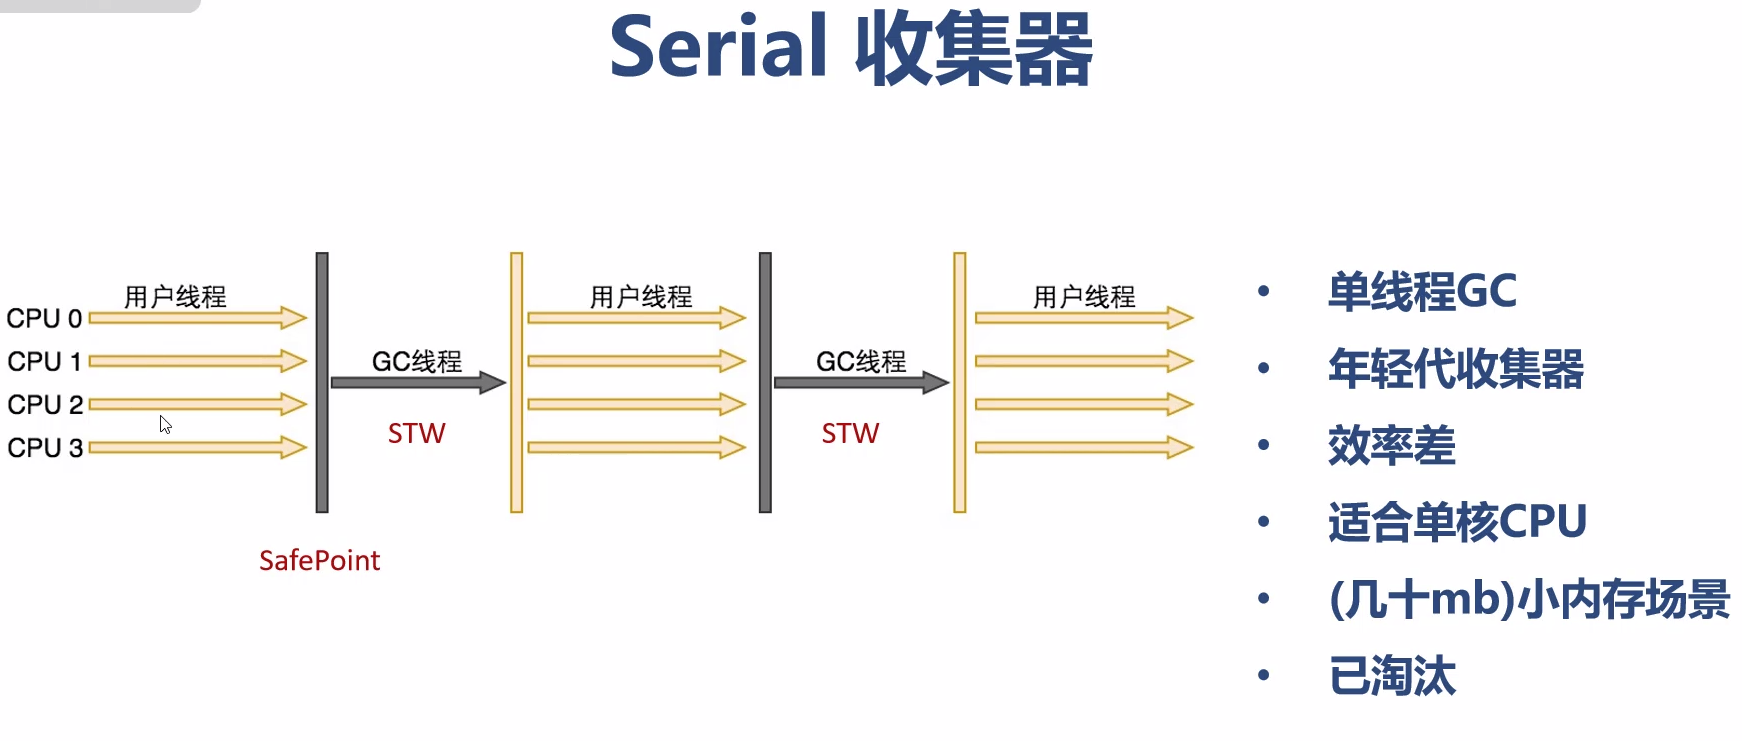 Serial 收集器
用户线程
用户线程
用户线程
CPU 0
CPU 1
CPU 2
CPU 3
GC线程
GC线程
STW
STW
SafePoint
• 单线程GC
• 年轻代收集器
• 效率差
• 适合单核CPU
• (几十mb)小内存场景
• 已淘汰